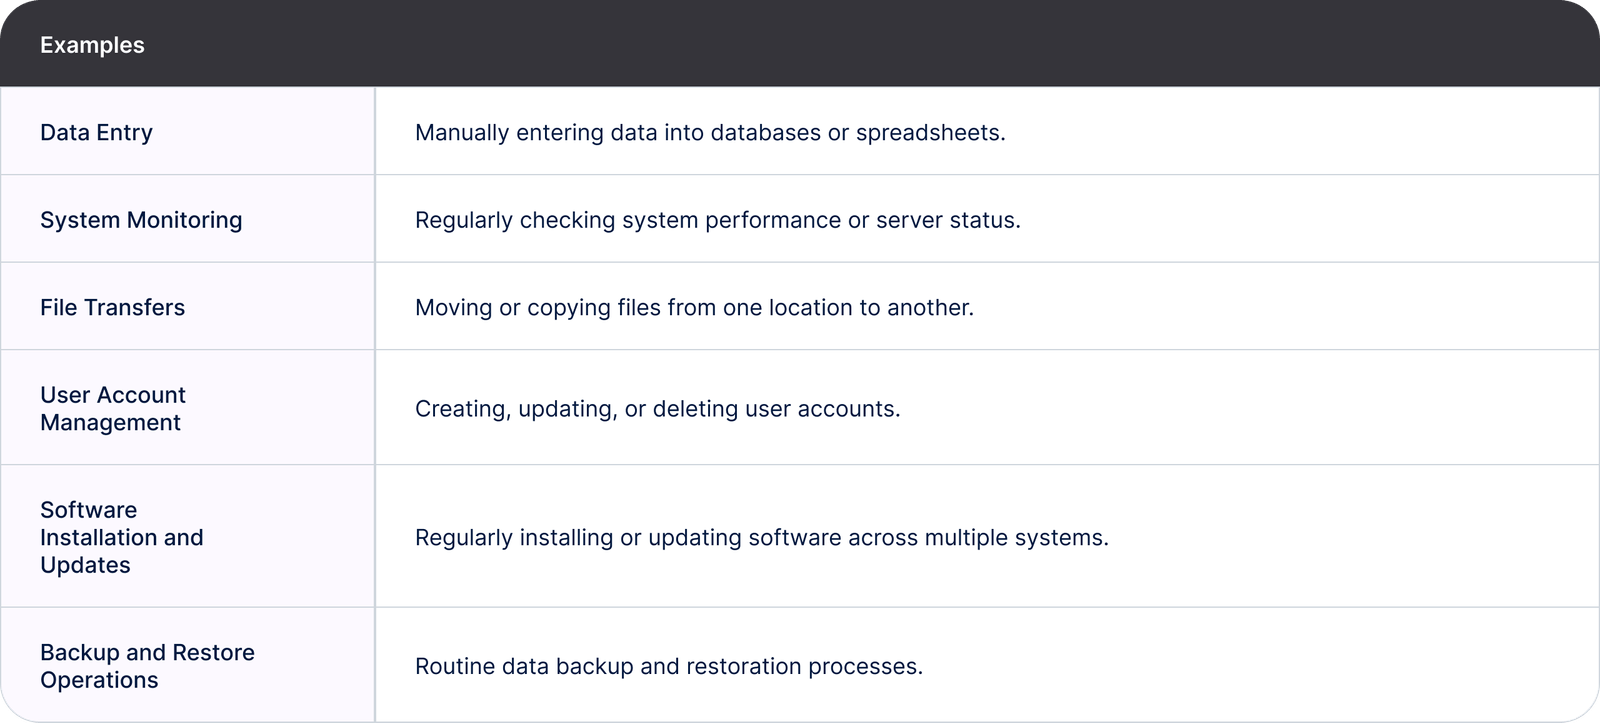 Examples
Data Entry
Manually entering data into databases or spreadsheets.
System Monitoring
Regularly checking system performance or server status.
File Transfers
Moving or copying files from one location to another.
User Account
Management
Creating, updating, or deleting user accounts.
Software
Installation and
Updates
Regularly installing or updating software across multiple systems.
Backup and Restore
Operations
Routine data backup and restoration processes.